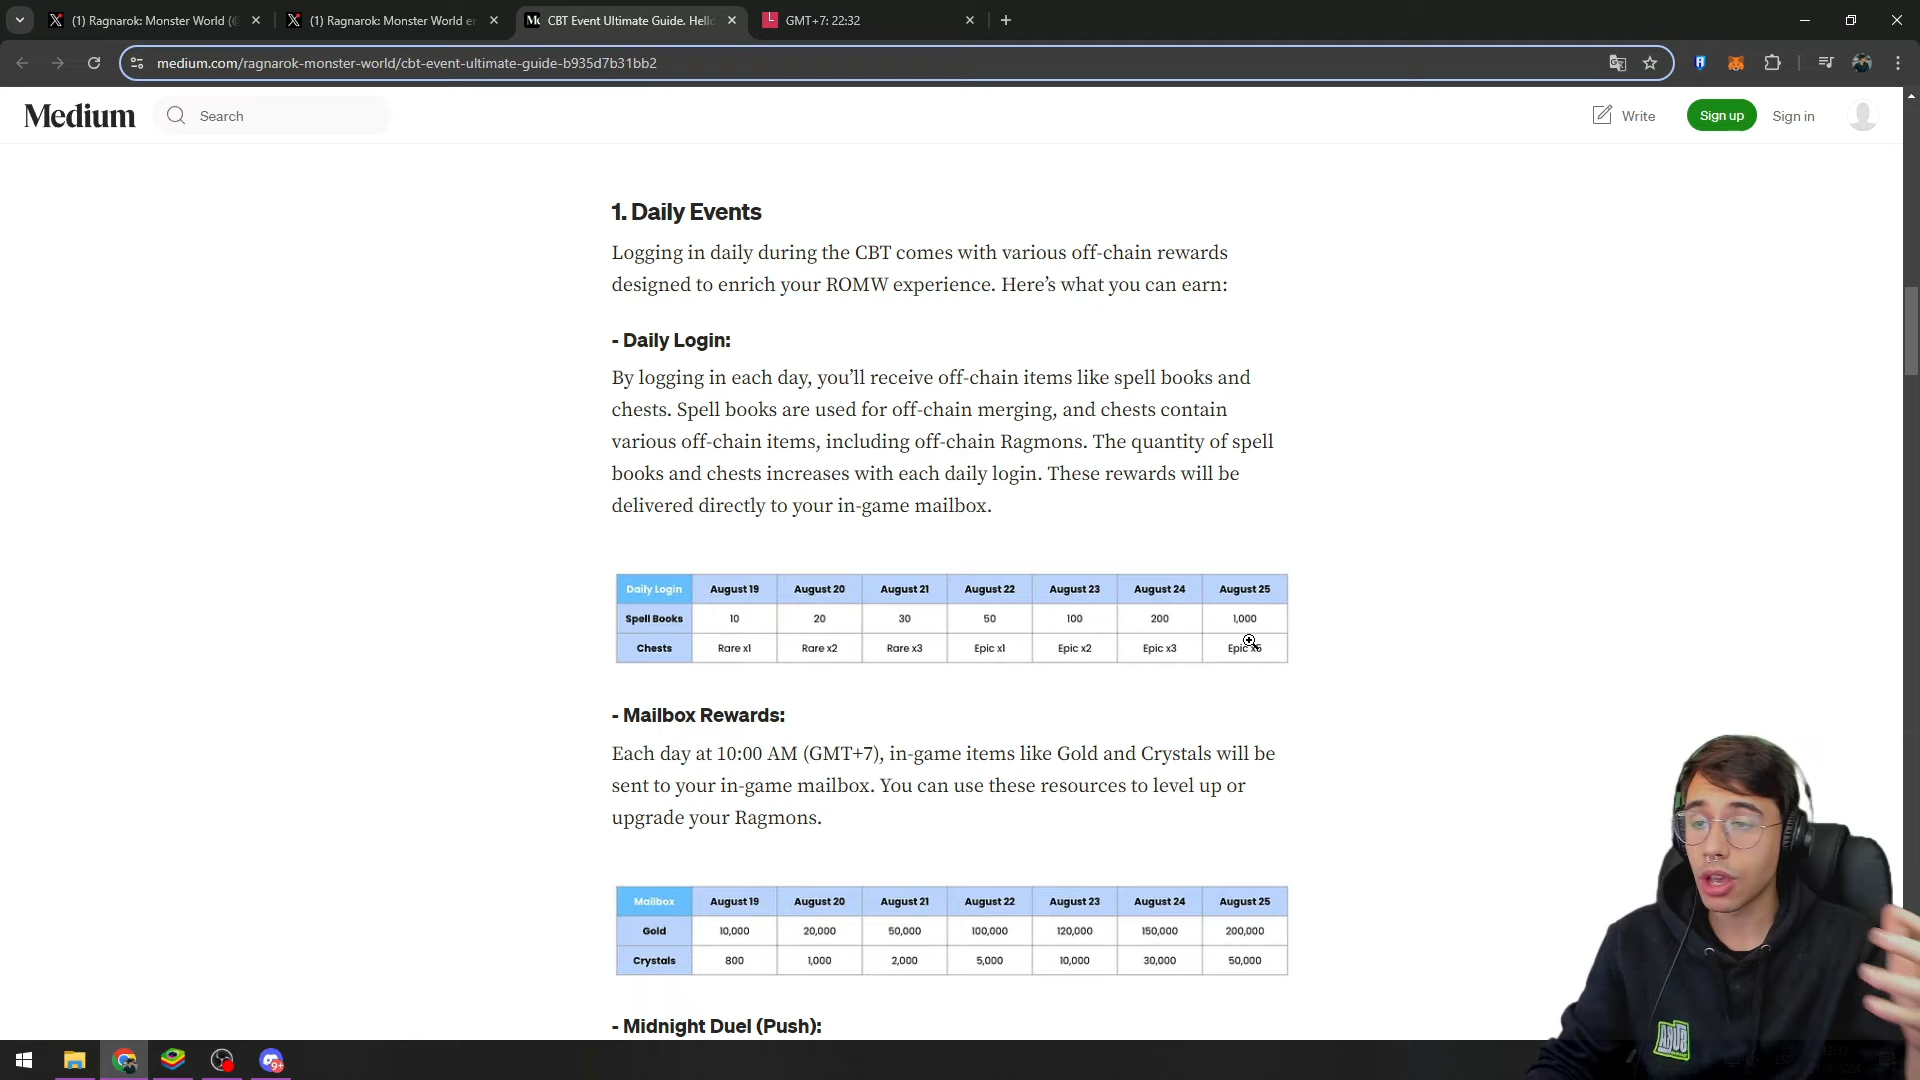 (1) Ragnarok: Monster World (@
(1) Ragnarok: Monster World en
CBT Event Ultimate Guide. Hello
GMT+7: 22:32
medium.com/ragnarok-monster-world/cbt-event-ultimate-guide-b935d7b31bb2
Medium
Search
Write
Sign up
Sign in
1. Daily Events
Logging in daily during the CBT comes with various off-chain rewards
designed to enrich your ROMW experience. Here’s what you can earn:
- Daily Login:
By logging in each day, you’ll receive off-chain items like spell books and
chests. Spell books are used for off-chain merging, and chests contain
various off-chain items, including off-chain Ragmons. The quantity of spell
books and chests increases with each daily login. These rewards will be
delivered directly to your in-game mailbox.
Daily Login August 19 August 20 August 21 August 22 August 23 August 24 August 25
Spell Books 10 20 30 50 100 200 1,000
Chests Rare x1 Rare x2 Rare x3 Epic x1 Epic x2 Epic x3 Epic x5
- Mailbox Rewards:
Each day at 10:00 AM (GMT+7), in-game items like Gold and Crystals will be
sent to your in-game mailbox. You can use these resources to level up or
upgrade your Ragmons.
Mailbox August 19 August 20 August 21 August 22 August 23 August 24 August 25
Gold 10,000 20,000 50,000 100,000 120,000 150,000 200,000
Crystals 800 1,000 2,000 5,000 10,000 30,000 50,000
- Midnight Duel (Push):
9+